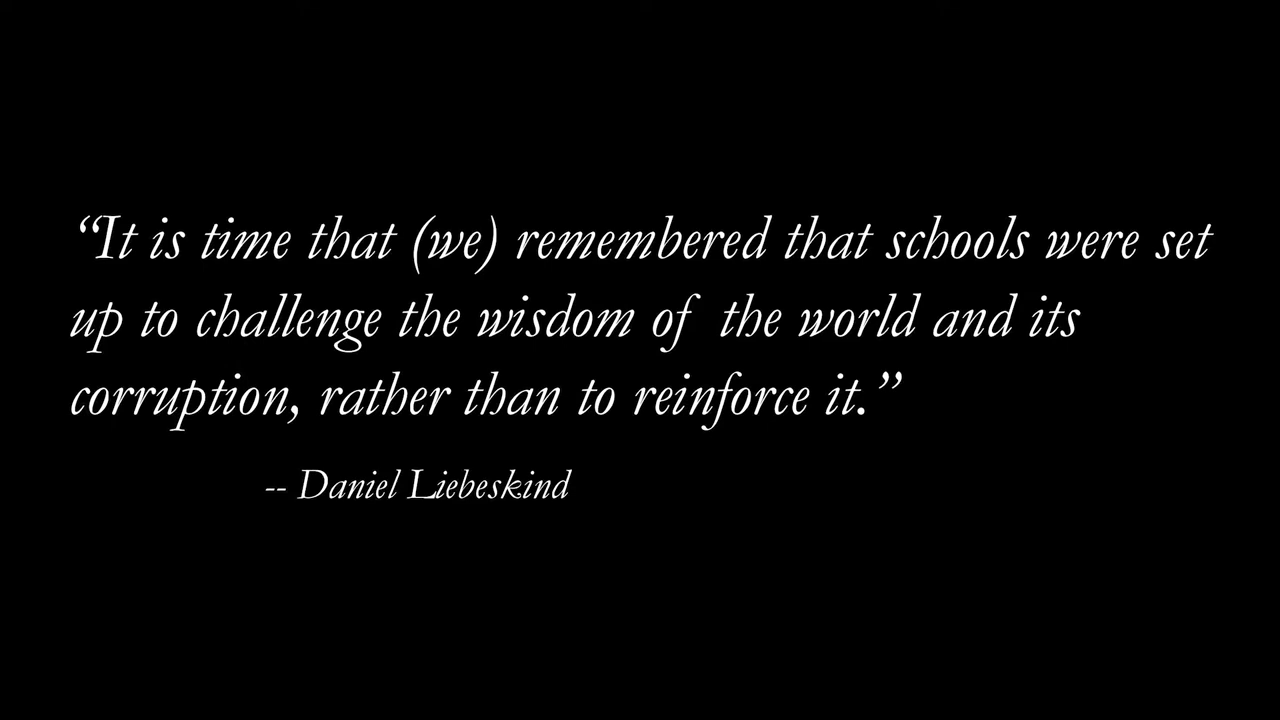 “It is time that (we) remembered that schools were set
up to challenge the wisdom of the world and its
corruption, rather than to reinforce it.”
-- Daniel Liebeskind